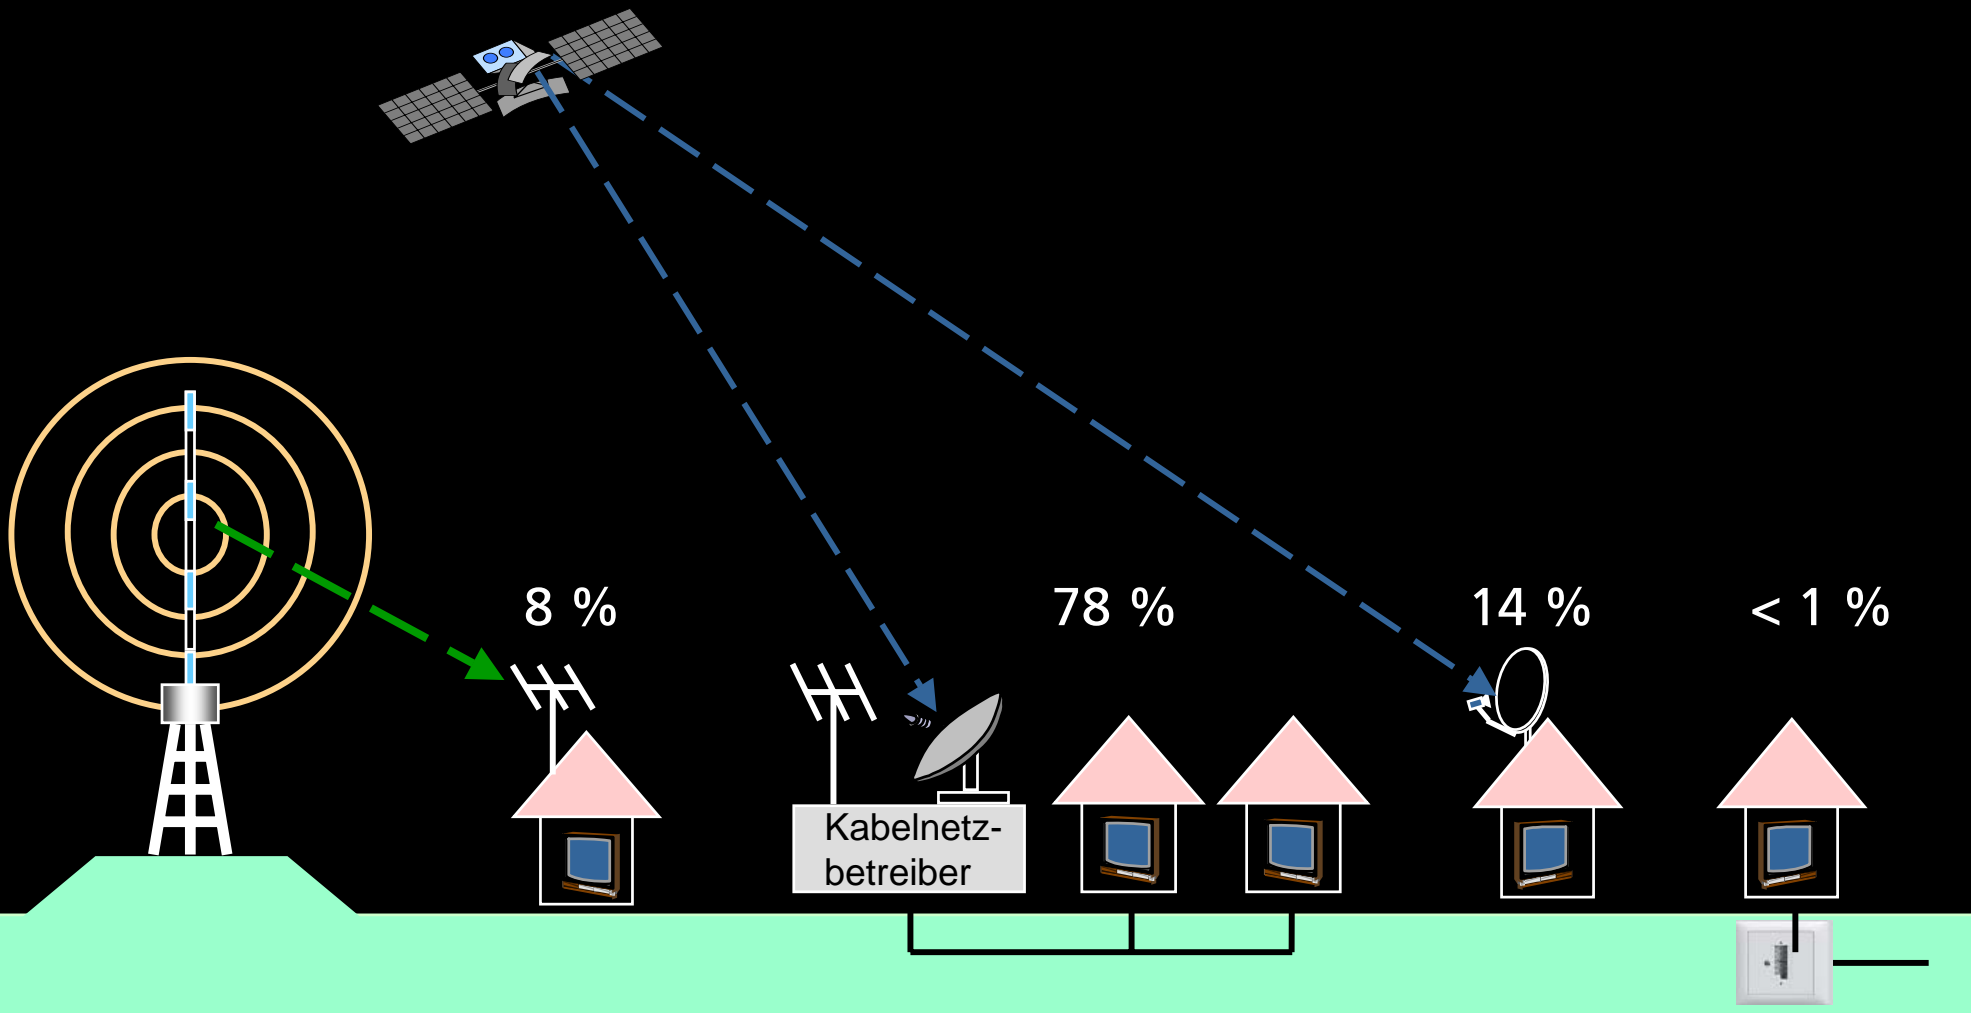 8 %
78 %
14 %
< 1 %
Kabelnetz-
betreiber